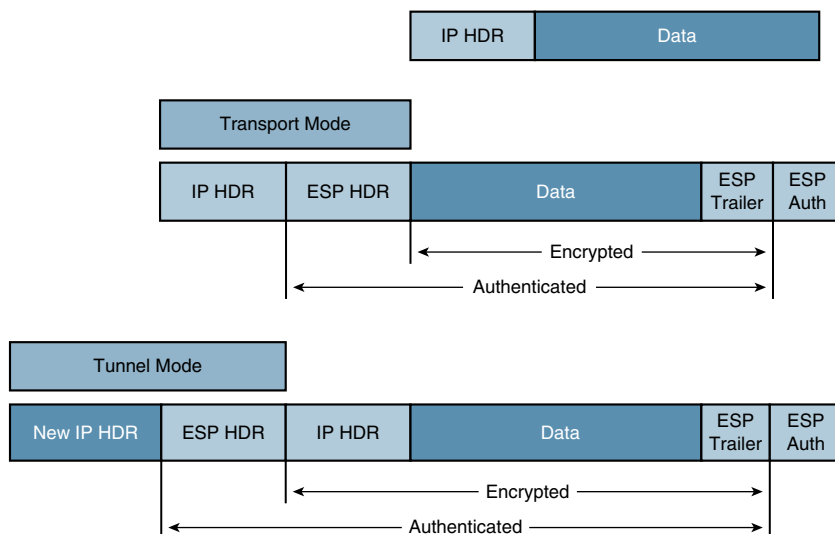 IP HDR
Data
Transport Mode
IP HDR
ESP HDR
Data
ESP
Trailer
ESP
Auth
Encrypted
Authenticated
Tunnel Mode
New IP HDR
ESP HDR
IP HDR
Data
ESP
Trailer
ESP
Auth
Encrypted
Authenticated